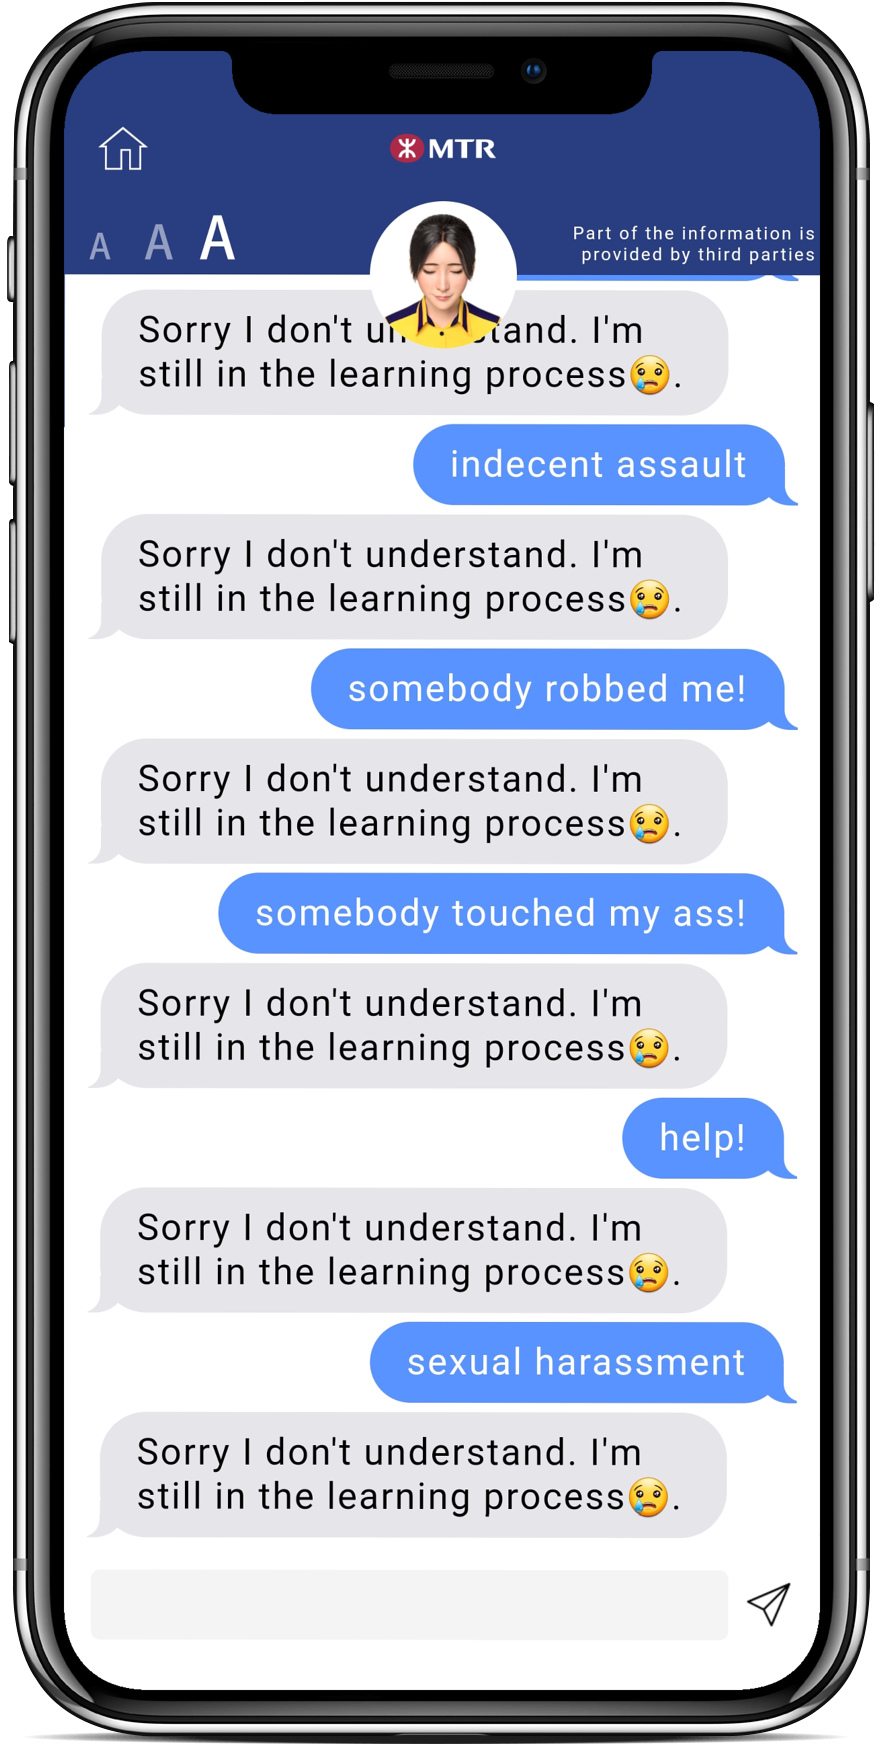 MTR
A A A
Part of the information is
provided by third parties
Sorry I don't un stand. I'm
still in the learning process😢.
indecent assault
Sorry I don't understand. I'm
still in the learning process😢.
somebody robbed me!
Sorry I don't understand. I'm
still in the learning process😢.
somebody touched my ass!
Sorry I don't understand. I'm
still in the learning process😢.
help!
Sorry I don't understand. I'm
still in the learning process😢.
sexual harassment
Sorry I don't understand. I'm
still in the learning process😢.